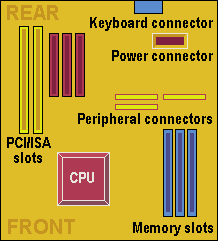 REAR
Keyboard connector
Power connector
Peripheral connectors
PCI/ISA
slots
CPU
FRONT
Memory slots